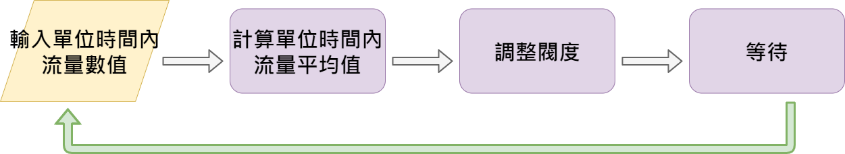 輸入單位時間內
流量數值
計算單位時間內
流量平均值
調整閥度
等待